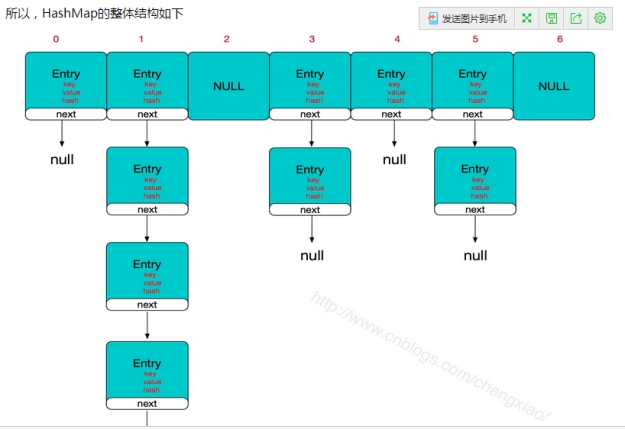 所以，HashMap的整体结构如下
发送图片到手机
0 1 2 3 4 5 6
Entry Entry NULL Entry Entry Entry NULL
key key key key key
value value value value value
hash hash hash hash hash
next next next next next
null null
Entry Entry Entry
key key key
value value value
hash hash hash
next next next
null null
Entry
key
value
hash
next
Entry
key
value
hash
next
http://www.cnblogs.com/chengxiao/